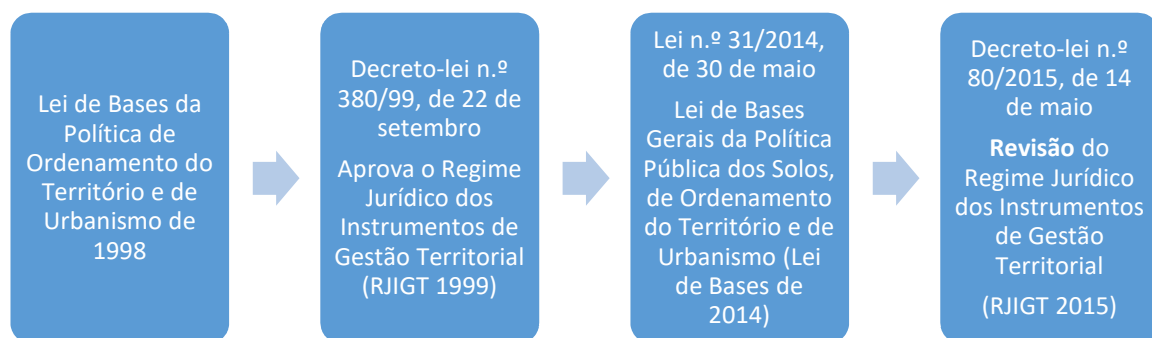 Lei de Bases da
Política de
Ordenamento do
Território e de
Urbanismo de
1998
Decreto-lei n.º
380/99, de 22 de
setembro
Aprova o Regime
Jurídico dos
Instrumentos de
Gestão Territorial
(RJIGT 1999)
Lei n.º 31/2014,
de 30 de maio
Lei de Bases
Gerais da Política
Pública dos Solos,
de Ordenamento
do Território e de
Urbanismo (Lei
de Bases de
2014)
Decreto-lei n.º
80/2015, de 14
de maio
Revisão do
Regime Jurídico
dos Instrumentos
de Gestão
Territorial
(RJIGT 2015)